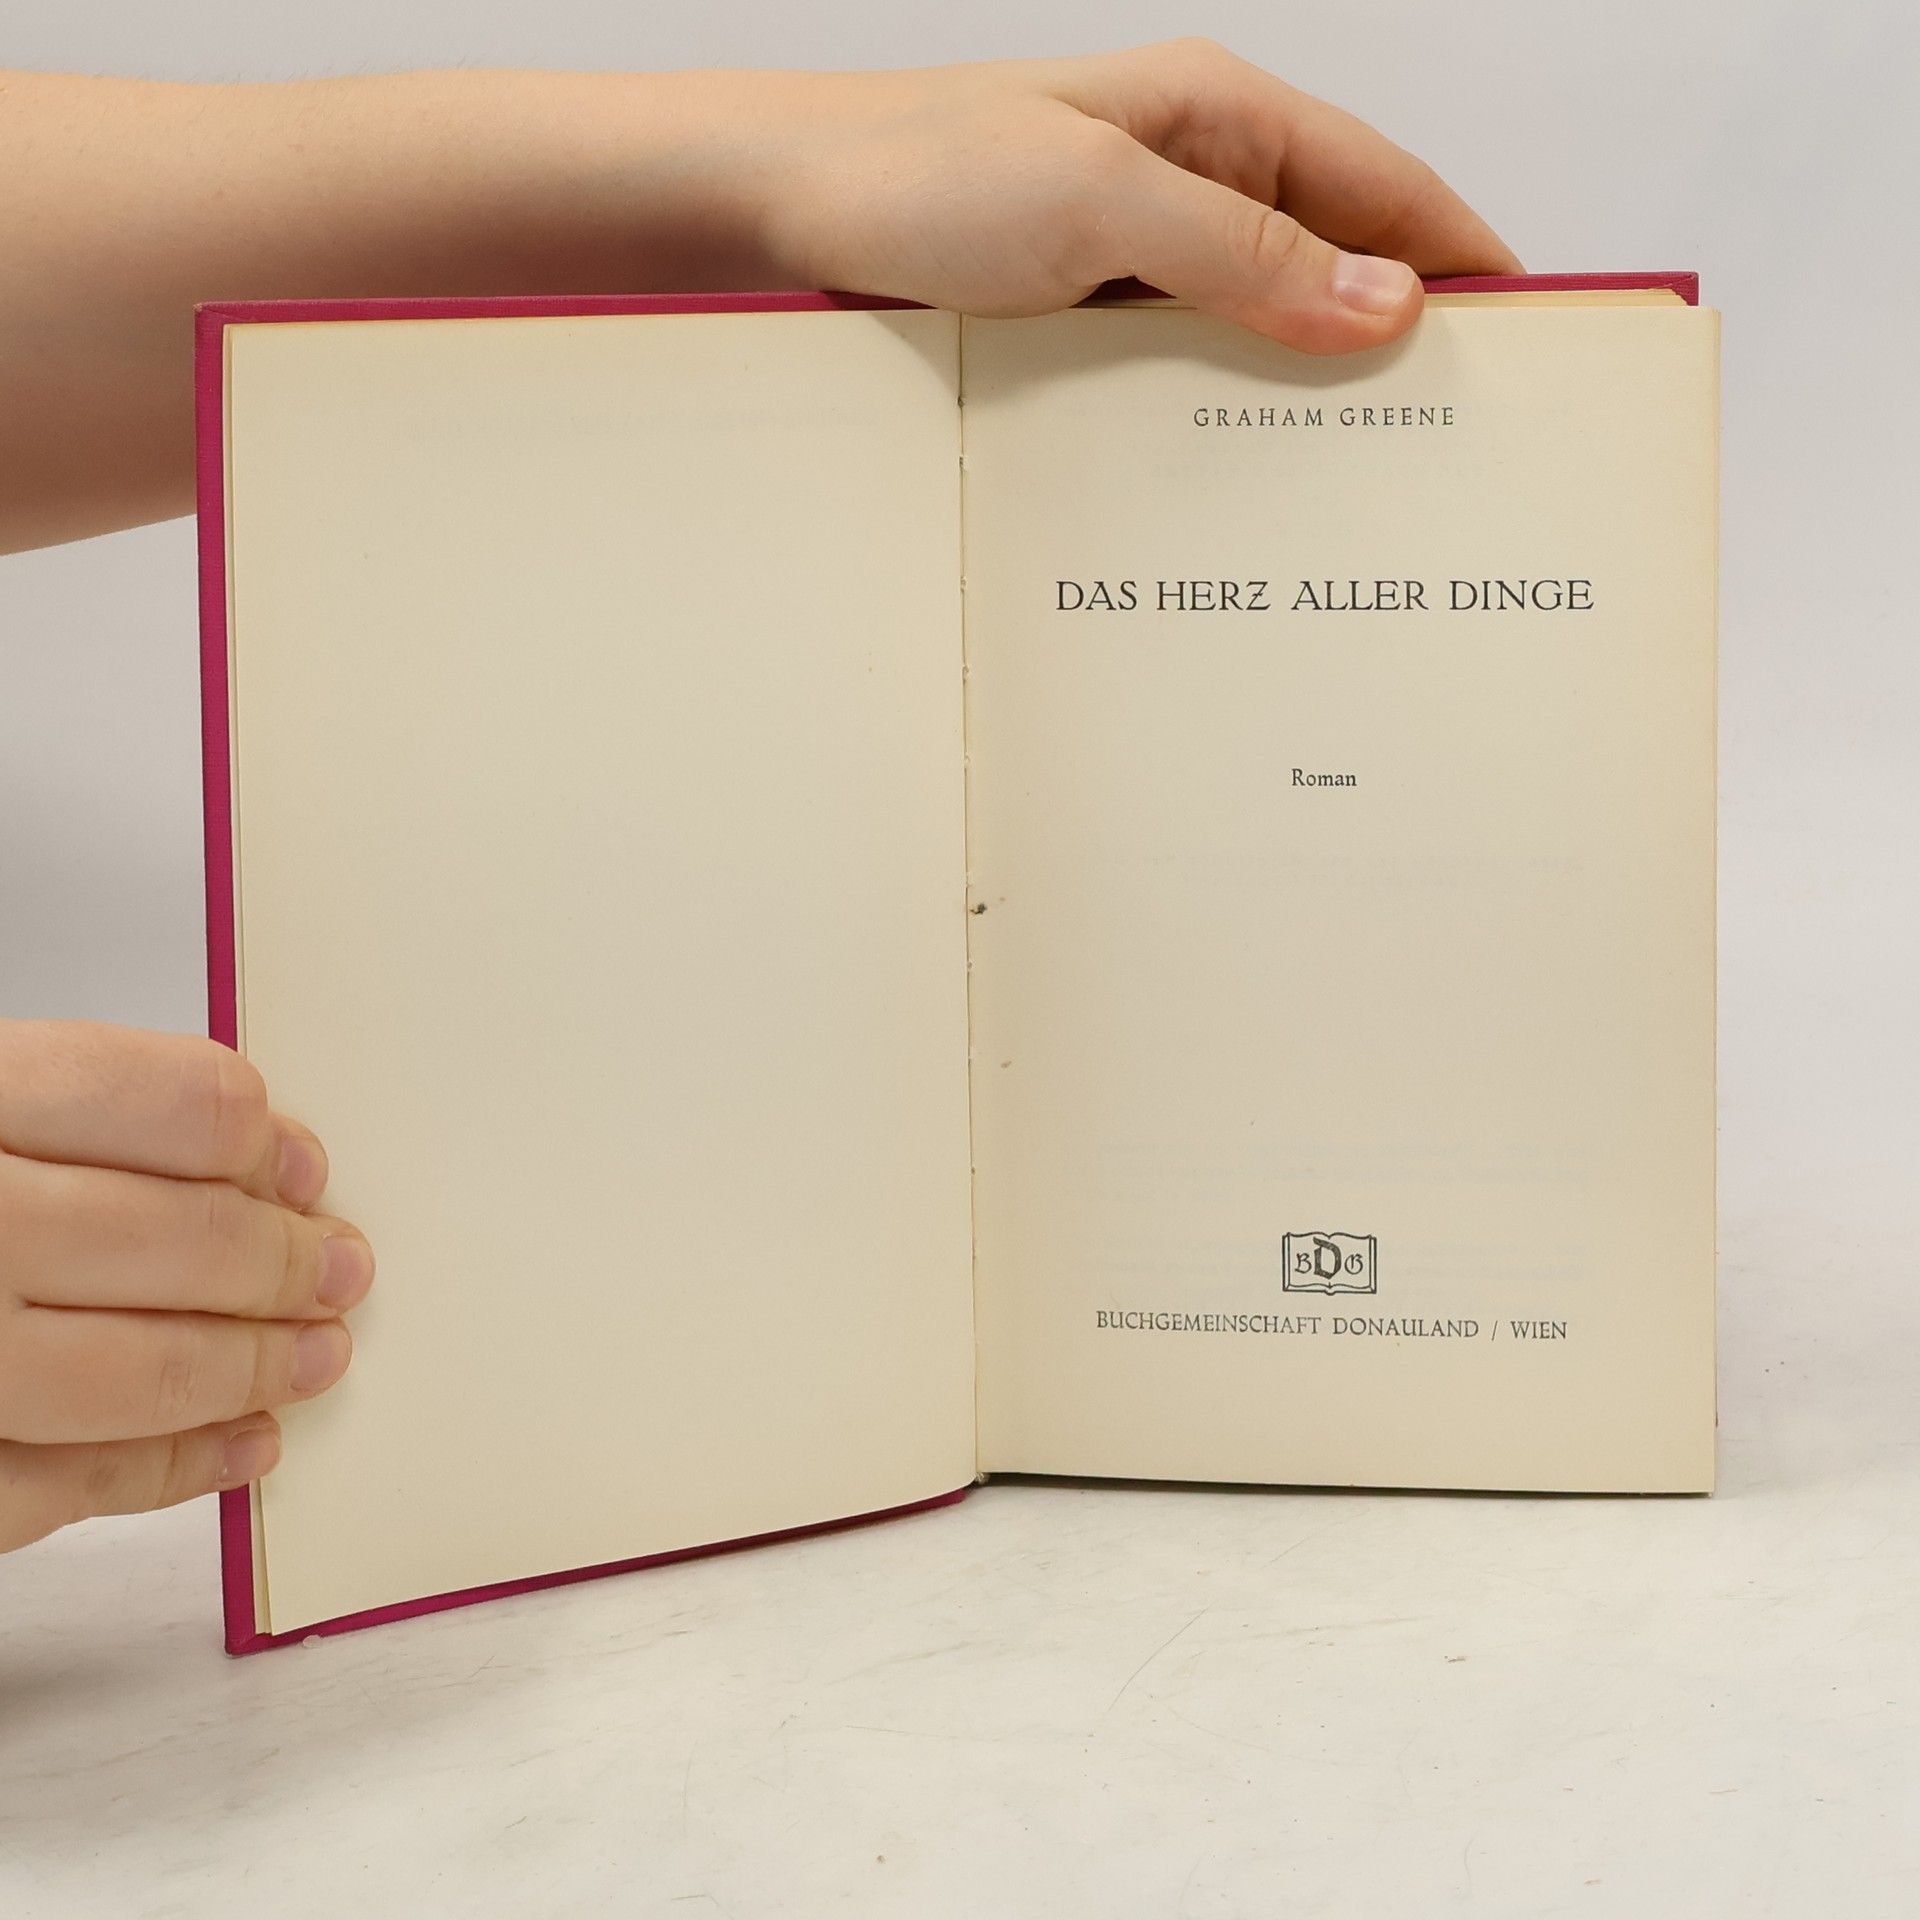 GRAHAM GREENE
DAS HERZ ALLER DINGE
Roman
BDG
BUCHGEMEINSCHAFT DONAULAND / WIEN